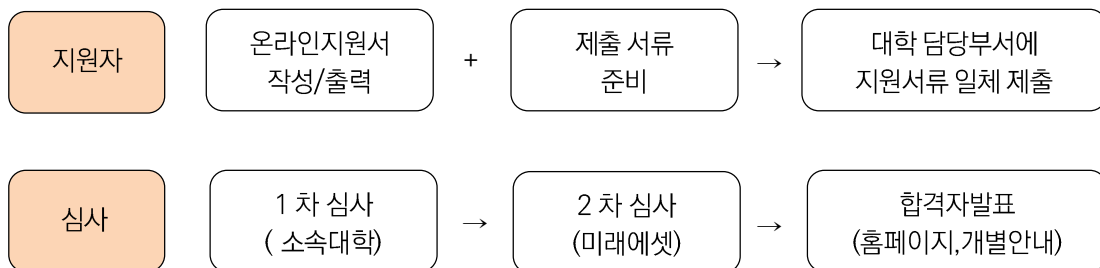 지원자
온라인지원서
작성/출력
+
제출 서류
준비
→
대학 담당부서에
지원서류 일체 제출
심사
1 차 심사
( 소속대학)
→
2 차 심사
(미래에셋)
→
합격자발표
(홈페이지,개별안내)